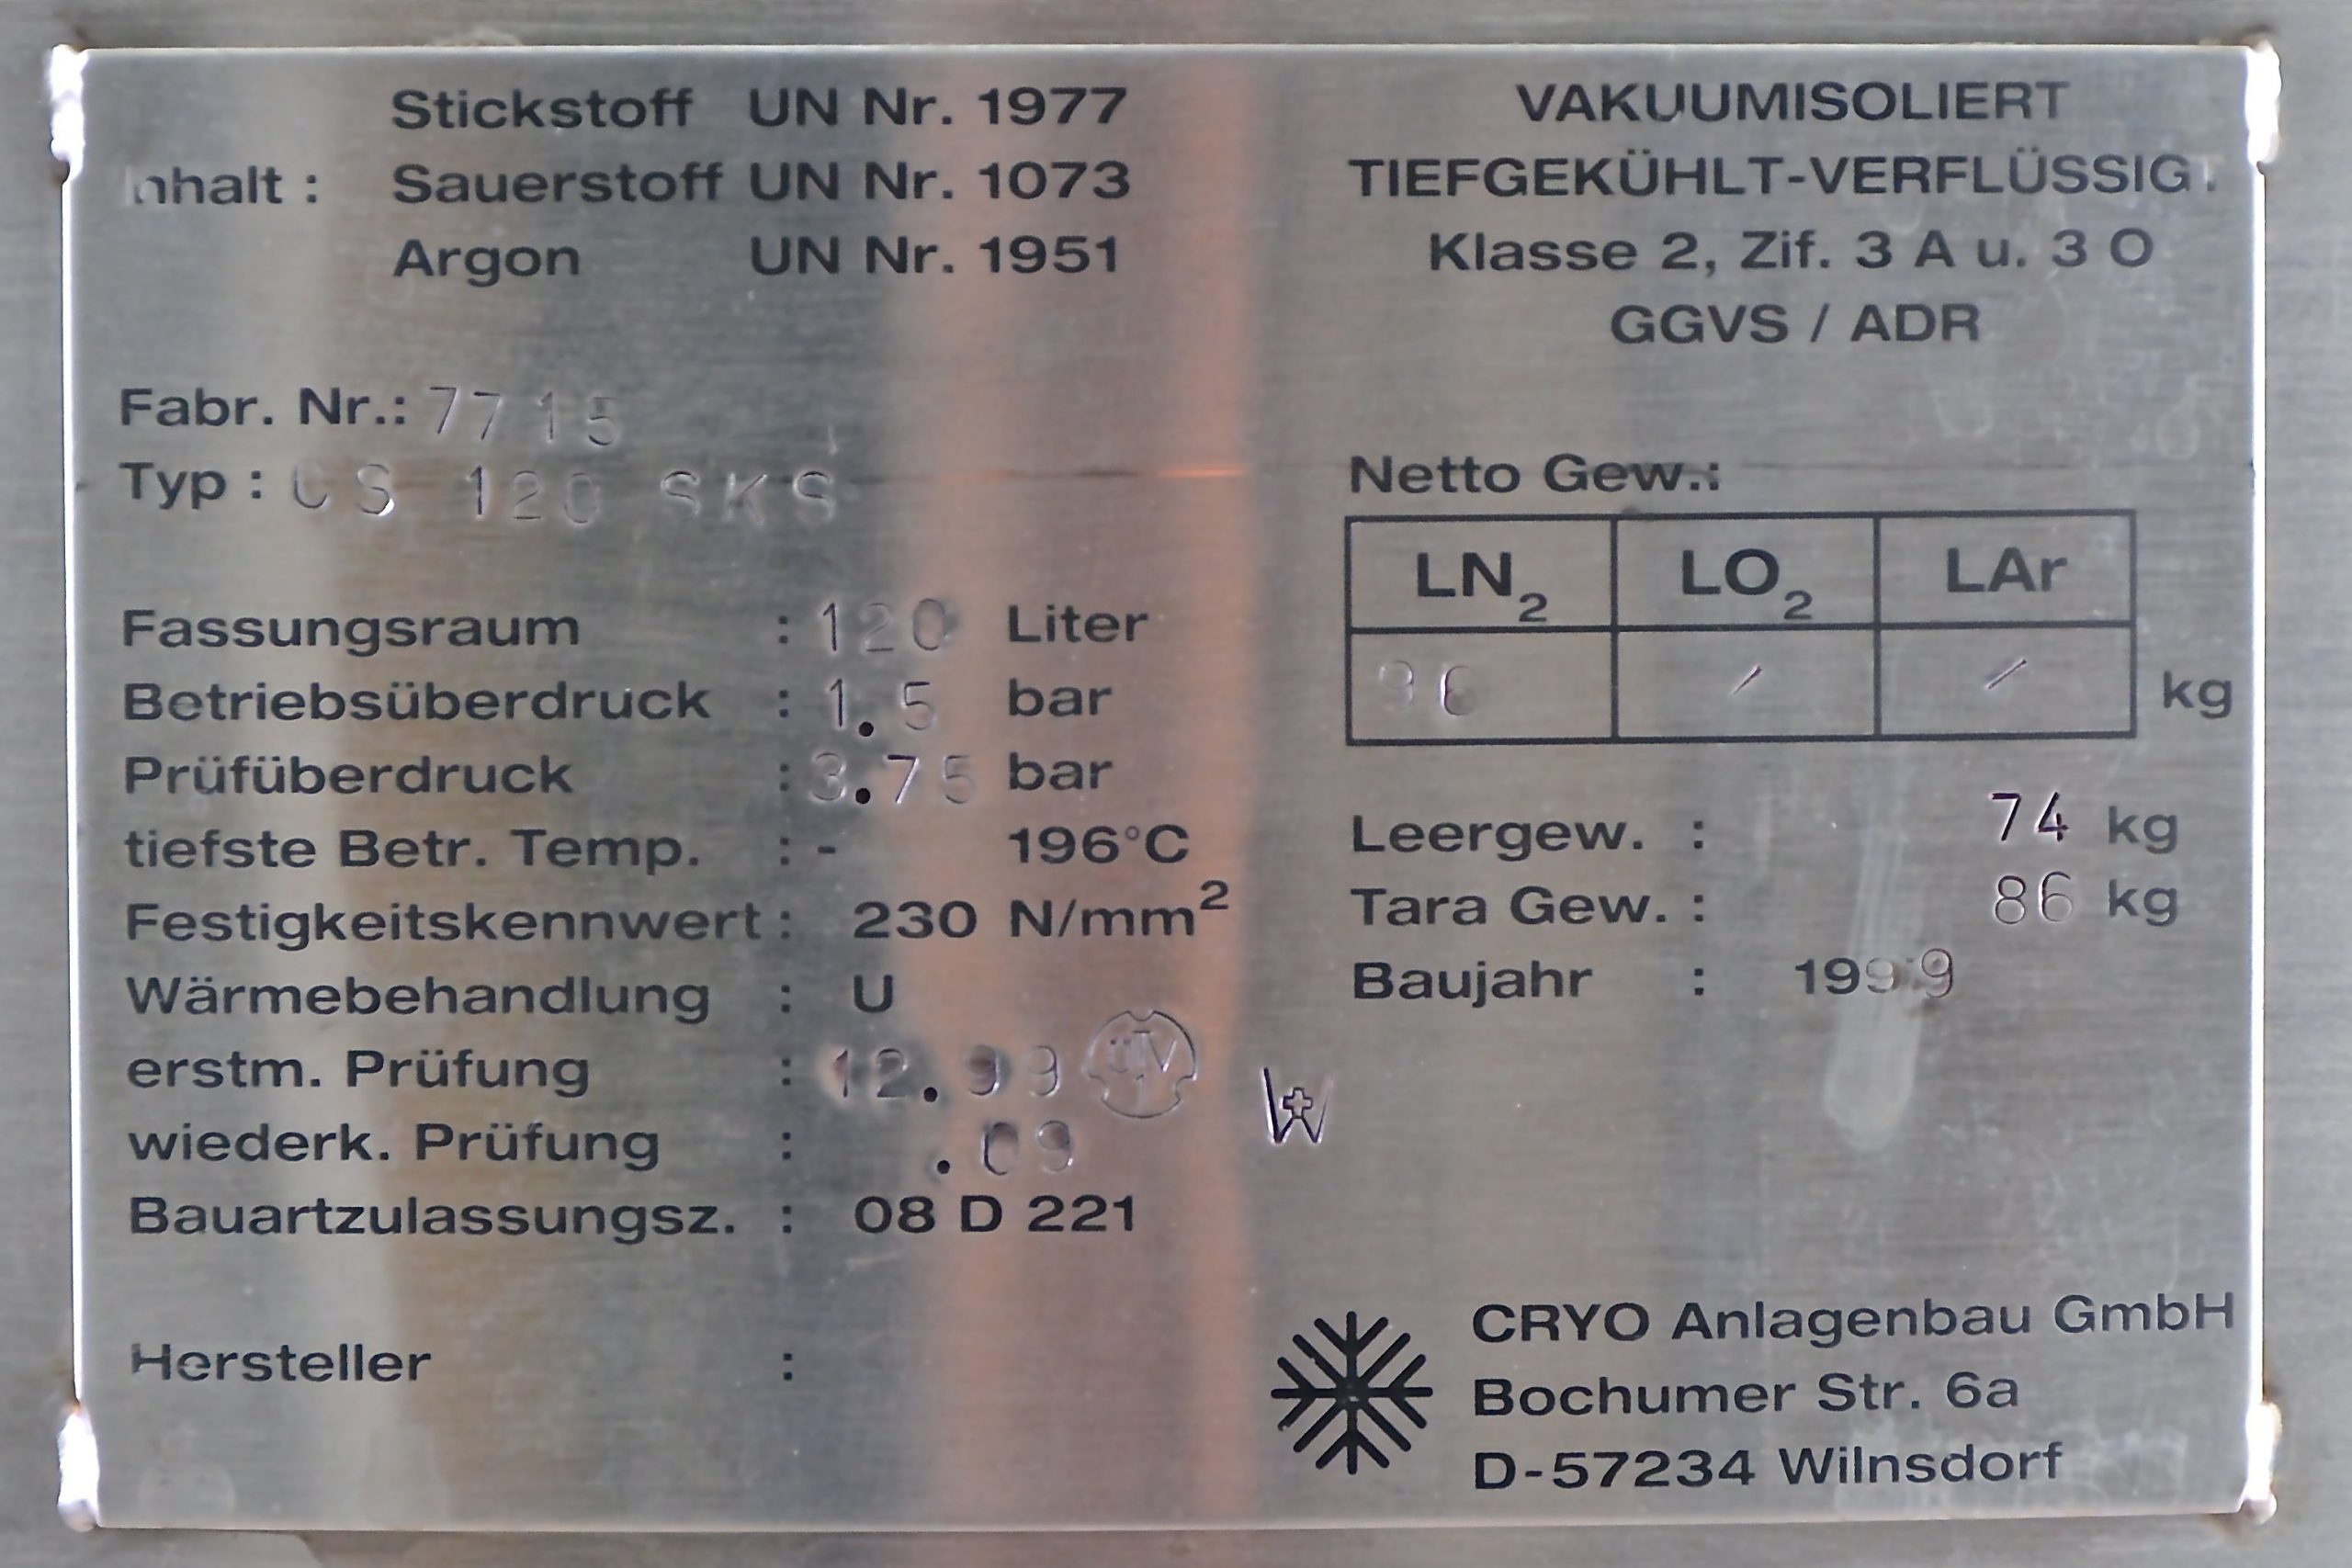 Stickstoff UN Nr. 1977
Inhalt : Sauerstoff UN Nr. 1073
Argon UN Nr. 1951
Fabr. Nr.: 7715
Typ : CS 120 SKS
Fassungsraum : 120 Liter
Betriebsüberdruck : 1.5 bar
Prüfüberdruck : 3.75 bar
tiefste Betr. Temp. : - 196°C
Festigkeitskennwert : 230 N/mm²
Wärmebehandlung : U
erstm. Prüfung : 12.99 TÜV
wiederk. Prüfung : .09
Bauartzulassungsz. : 08 D 221
Hersteller :
VAKUUMISOLIERT
TIEFGEKÜHLT-VERFLÜSSIGT
Klasse 2, Zif. 3 A u. 3 O
GGVS / ADR
Netto Gew.:
LN₂ LO₂ LAr
96 / / kg
Leergew. : 74 kg
Tara Gew. : 86 kg
Baujahr : 1999
W
CRYO Anlagenbau GmbH
Bochumer Str. 6a
D-57234 Wilnsdorf